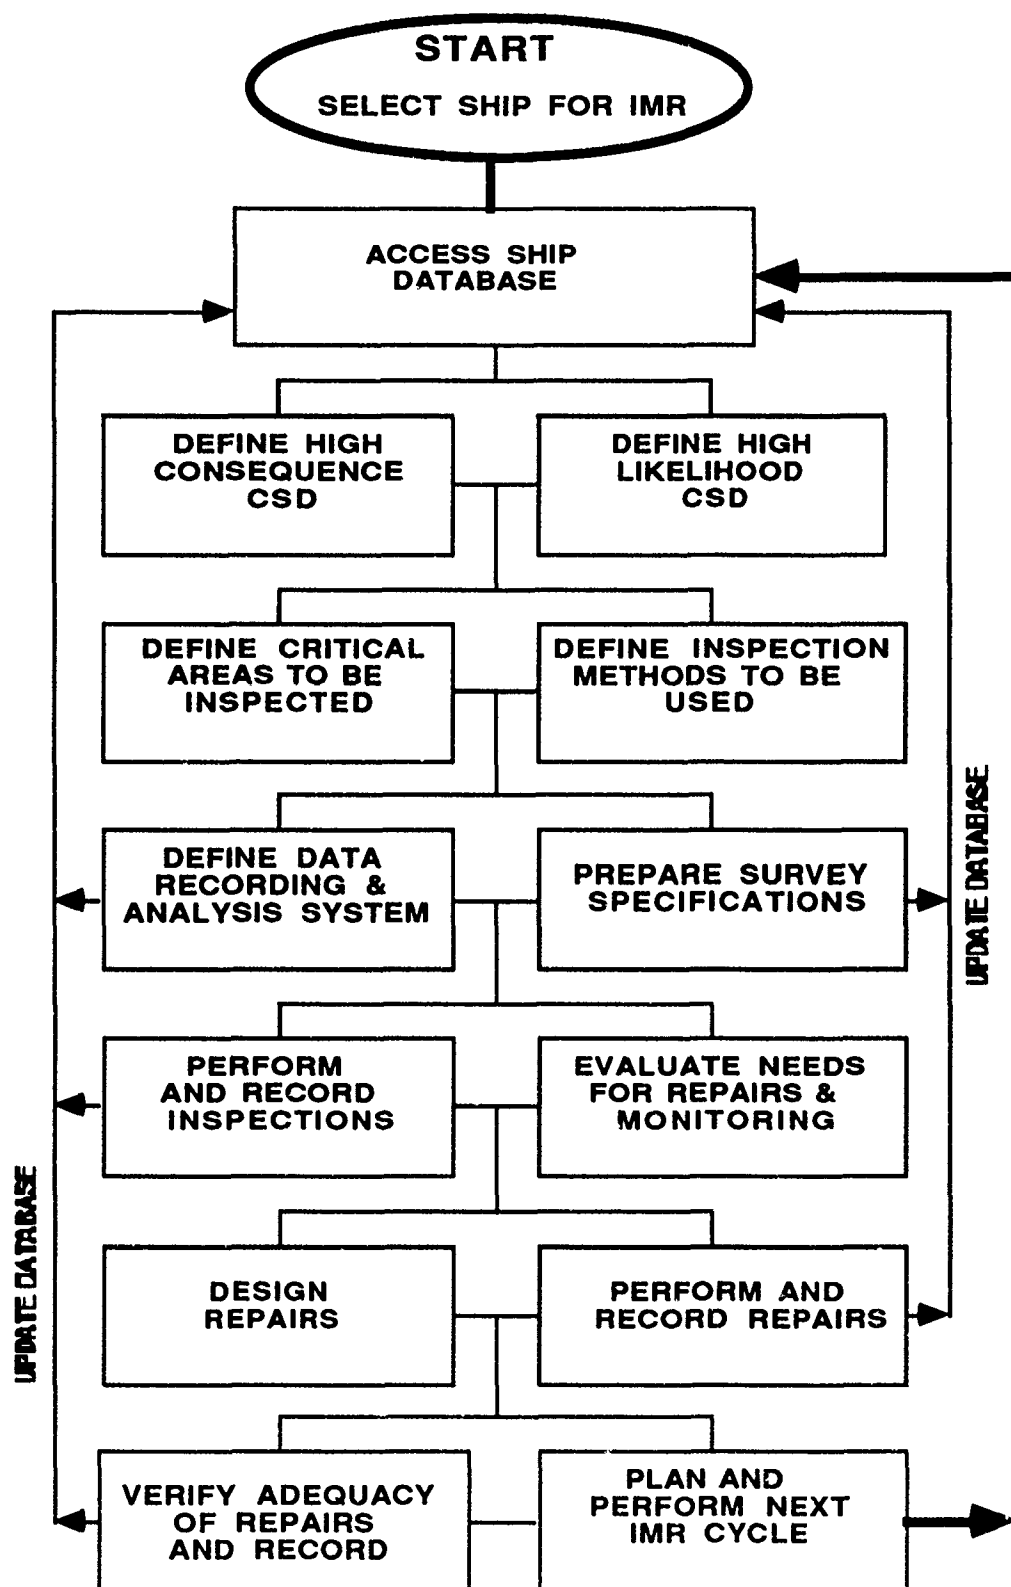 START
SELECT SHIP FOR IMR
ACCESS SHIP
DATABASE
DEFINE HIGH
CONSEQUENCE
CSD
DEFINE HIGH
LIKELIHOOD
CSD
DEFINE CRITICAL
AREAS TO BE
INSPECTED
DEFINE INSPECTION
METHODS TO BE
USED
DEFINE DATA
RECORDING &
ANALYSIS SYSTEM
PREPARE SURVEY
SPECIFICATIONS
UPDATE DATABASE
PERFORM
AND RECORD
INSPECTIONS
EVALUATE NEEDS
FOR REPAIRS &
MONITORING
UPDATE DATABASE
DESIGN
REPAIRS
PERFORM AND
RECORD REPAIRS
VERIFY ADEQUACY
OF REPAIRS
AND RECORD
PLAN AND
PERFORM NEXT
IMR CYCLE